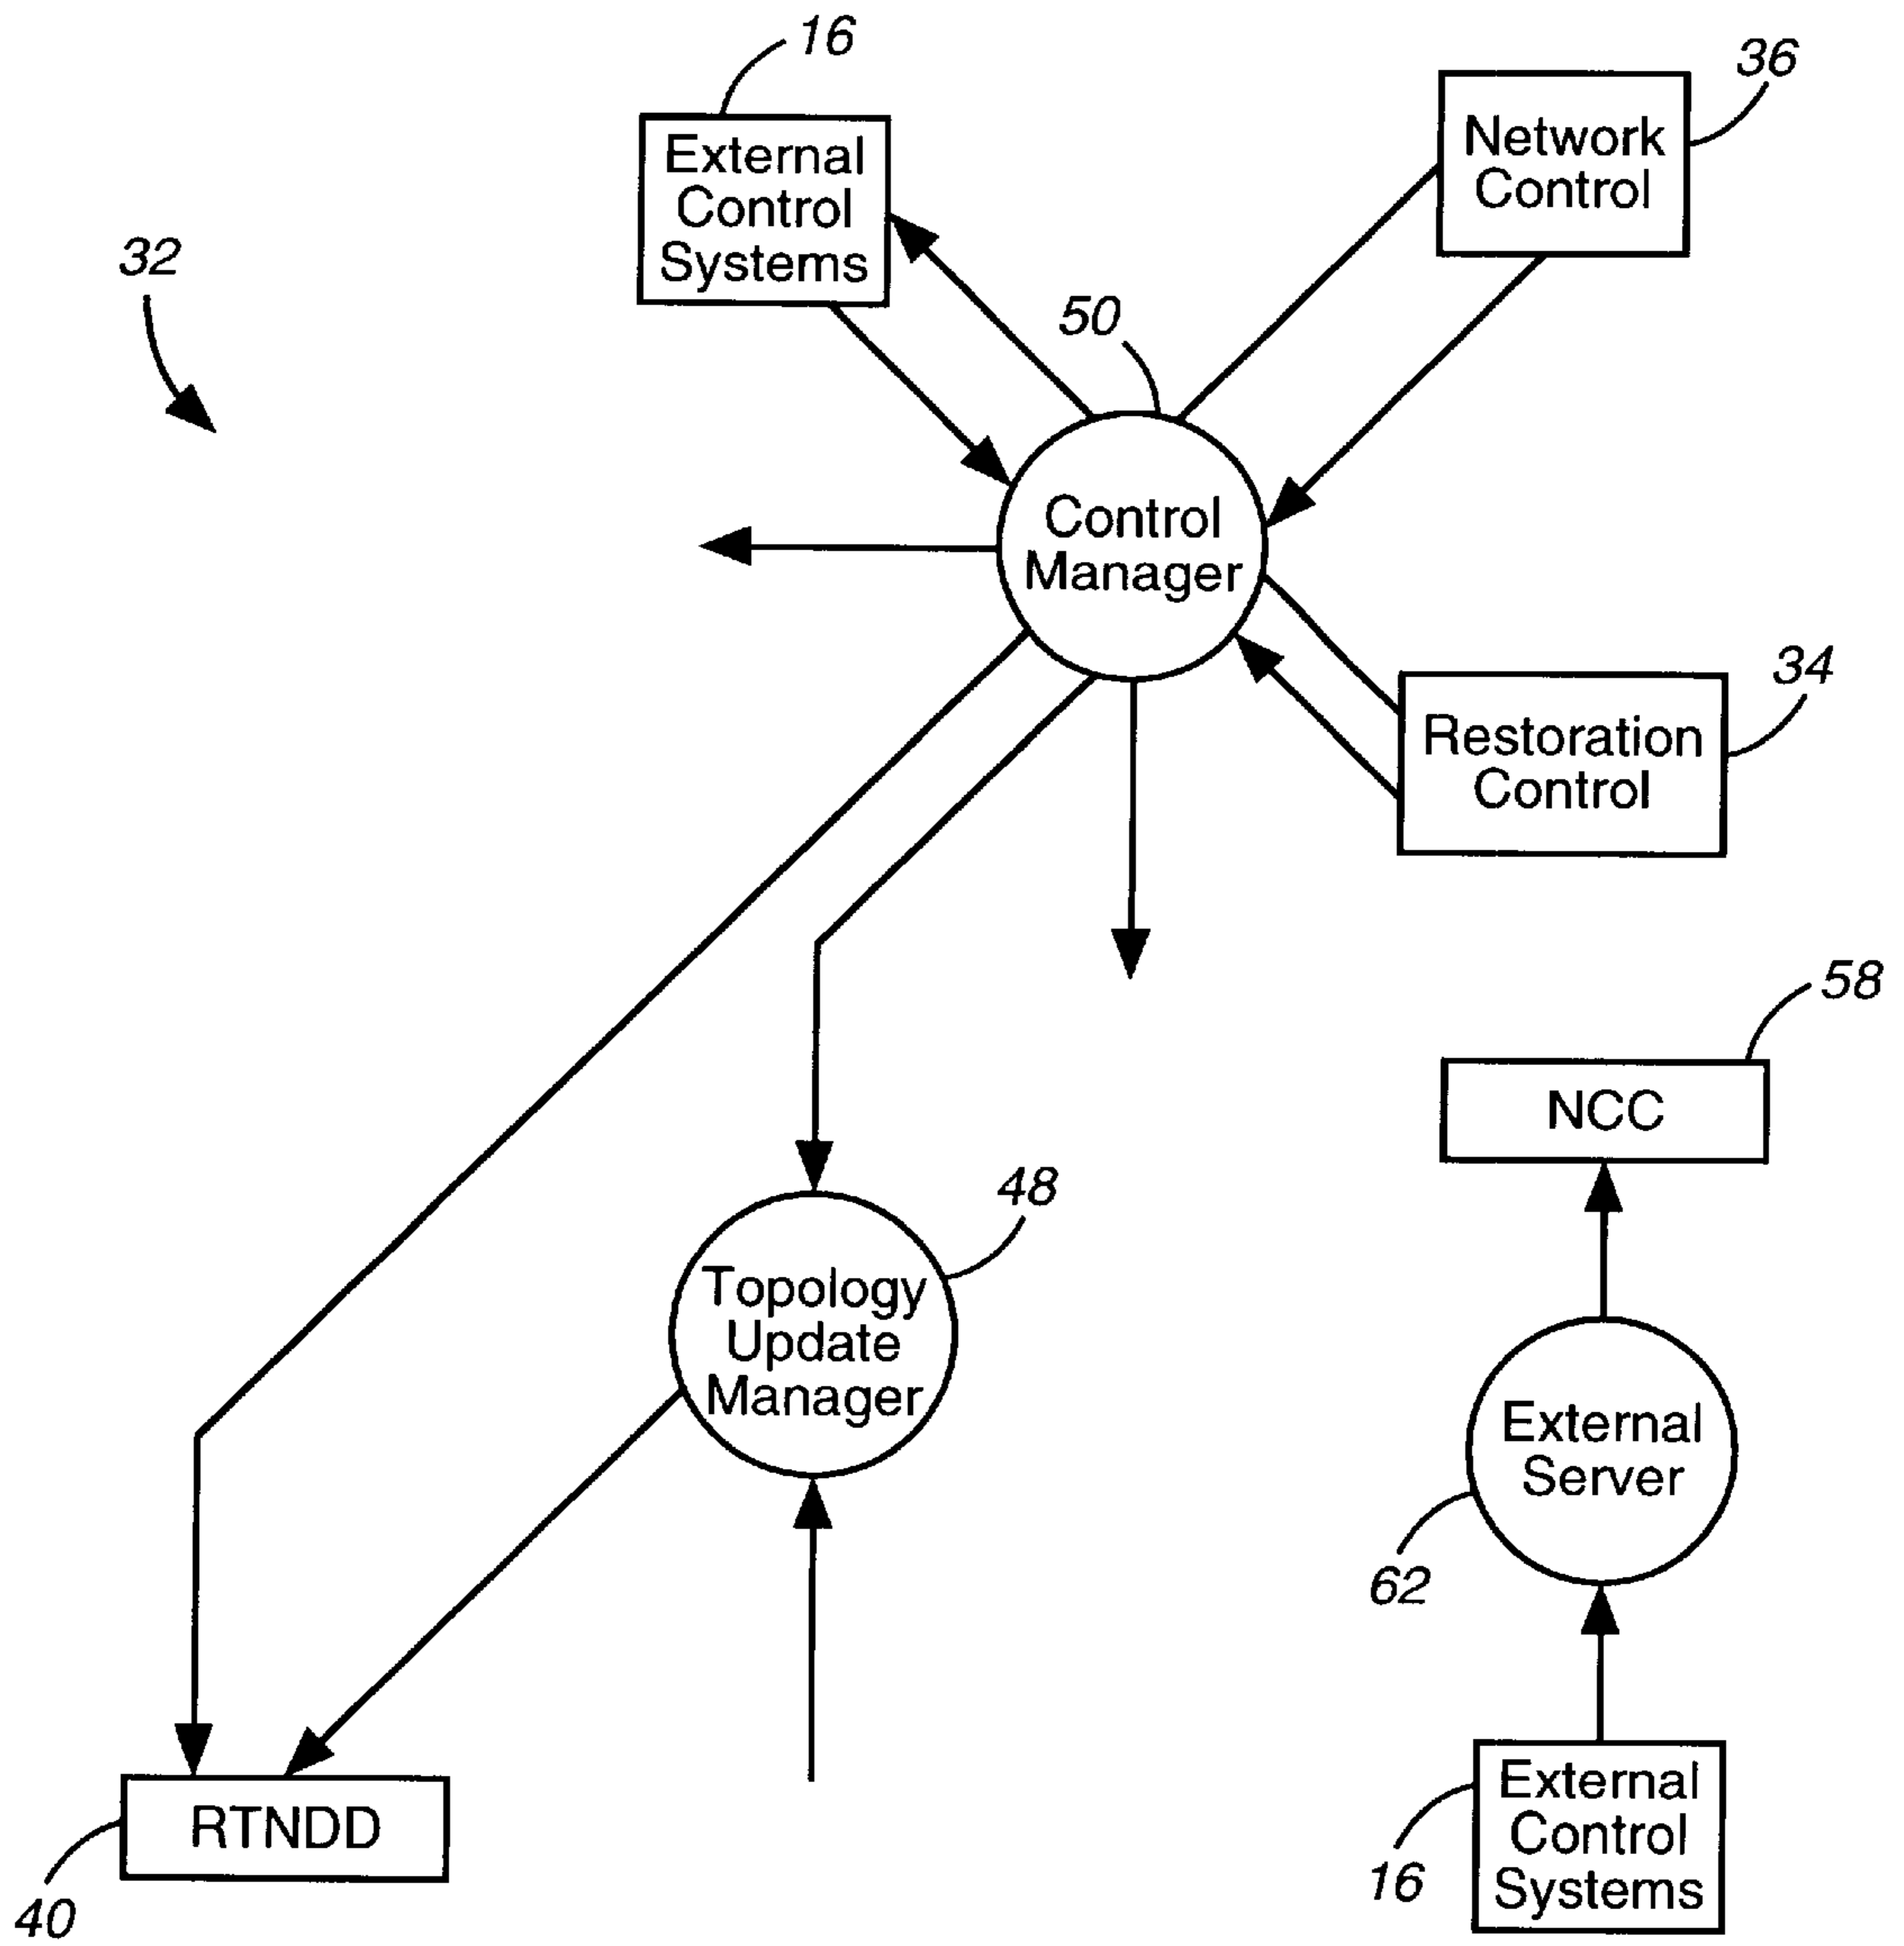 16
36
External
Control
Systems
Network
Control
32
50
Control
Manager
34
Restoration
Control
58
NCC
48
Topology
Update
Manager
External
Server
62
External
Control
Systems
16
RTNDD
40